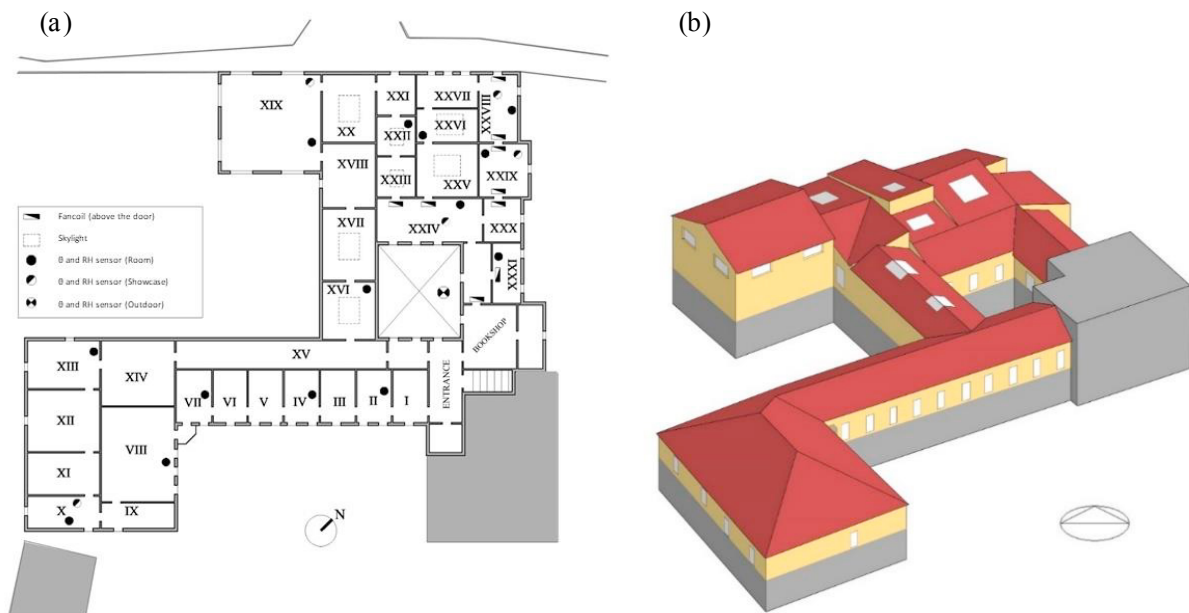 (a)
(b)
XIX
XX
XXI
XXII
XXIII
XXVII
XXVI
XXV
XXVIII
XXIX
XVIII
XVII
XXIV
XXX
XXXI
XVI
BOOKSHOP
Fancoil (above the door)
Skylight
θ and RH sensor (Room)
θ and RH sensor (Showcase)
θ and RH sensor (Outdoor)
XV
ENTRANCE
XIII
XIV
XII
VIII
XI
X
IX
VII
VI
V
IV
III
II
I
N